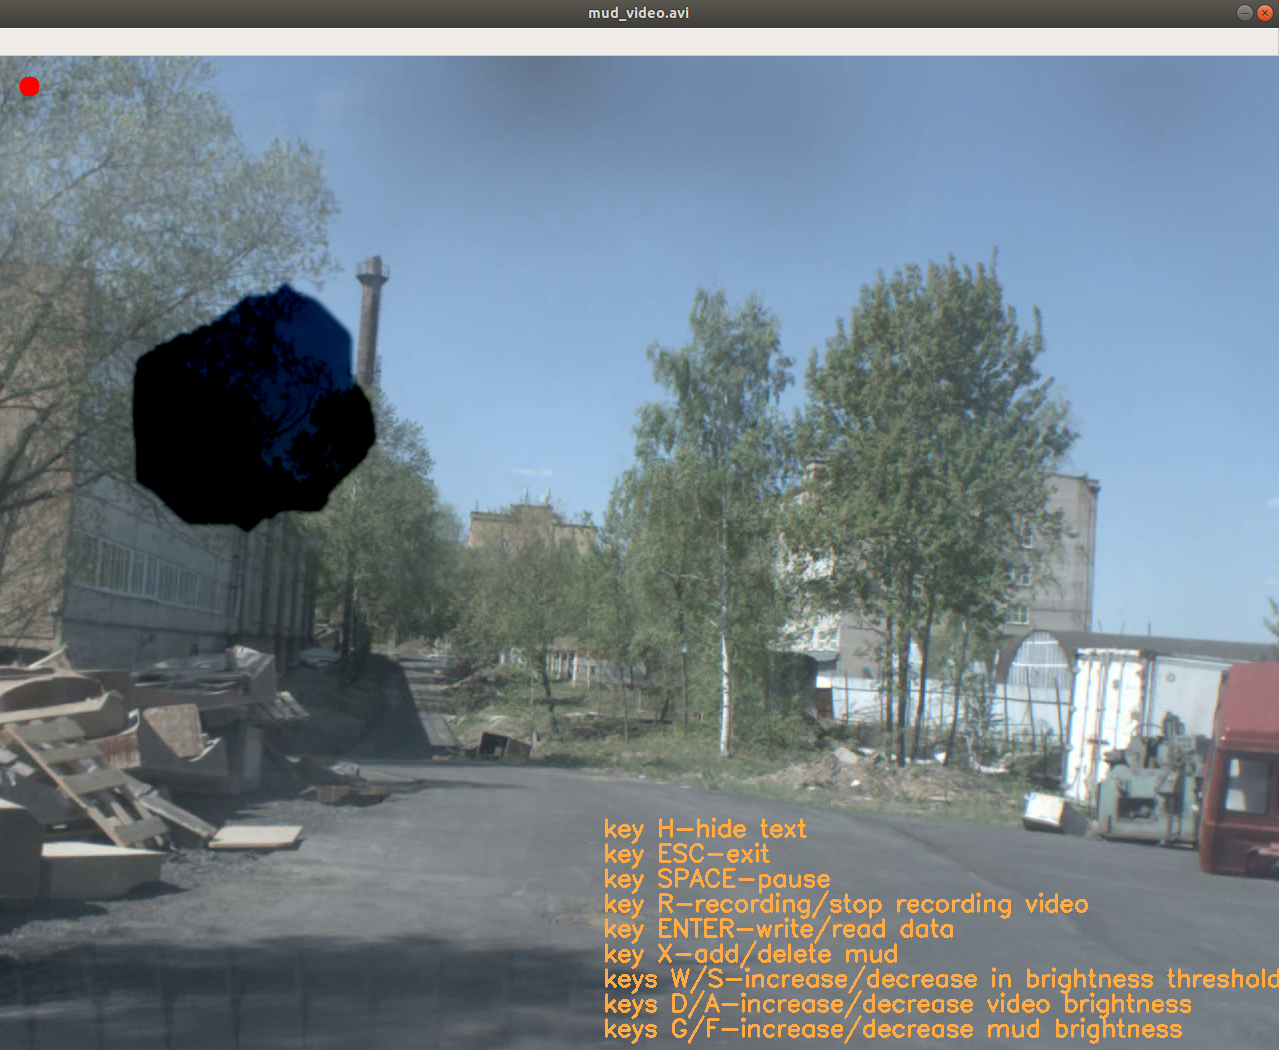 mud_video.avi
key H-hide text
key ESC-exit
key SPACE-pause
key R-recording/stop recording video
key ENTER-write/read data
key X-add/delete mud
keys W/S-increase/decrease in brightness threshold
keys D/A-increase/decrease video brightness
keys G/F-increase/decrease mud brightness